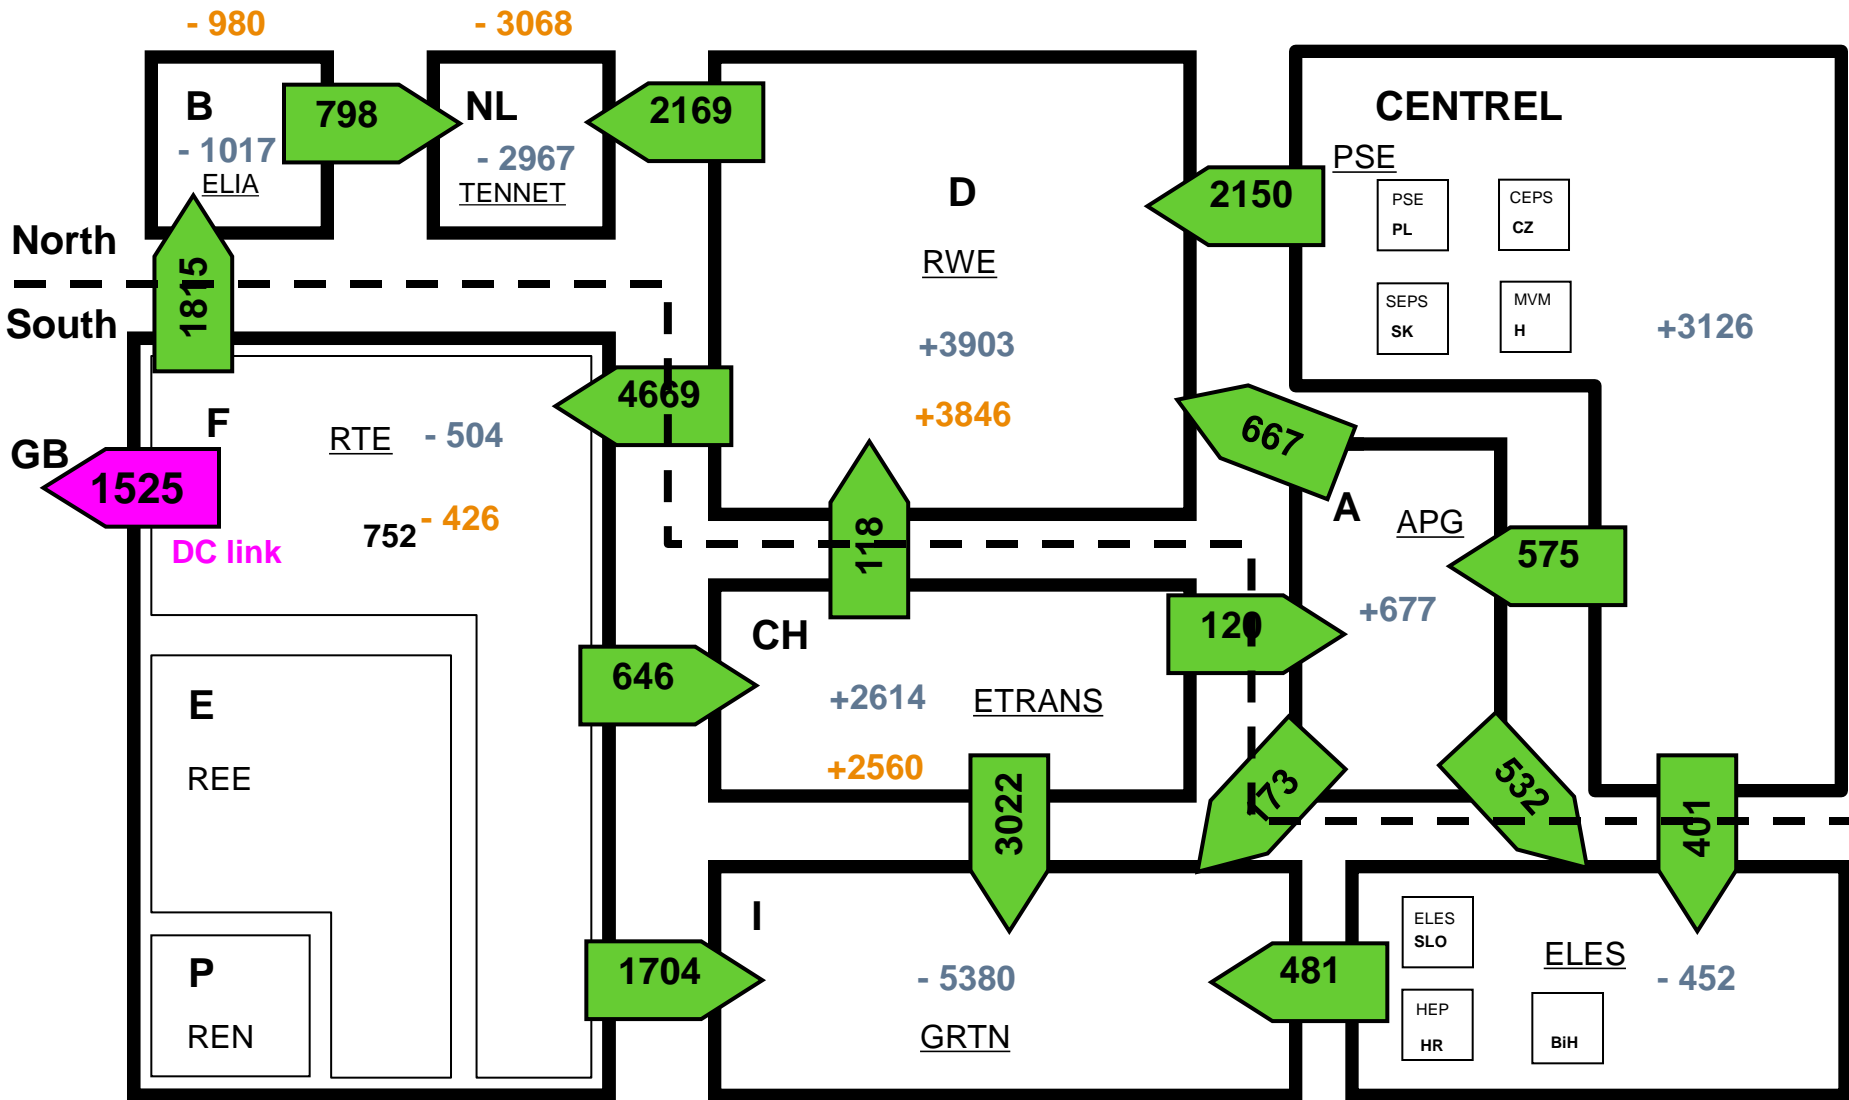 - 980
- 3068
B
- 1017
ELIA
798
NL
- 2967
TENNET
2169
D
RWE
+3903
+3846
2150
CENTREL
PSE
PSE
PL
CEPS
CZ
SEPS
SK
MVM
H
+3126
North
South
1815
4669
667
F
RTE
- 504
- 426
752
GB
1525
DC link
118
A
APG
+677
575
CH
+2614
ETRANS
+2560
646
120
E
REE
3022
173
532
401
I
- 5380
GRTN
1704
481
ELES
SLO
HEP
HR
BiH
ELES
- 452
P
REN